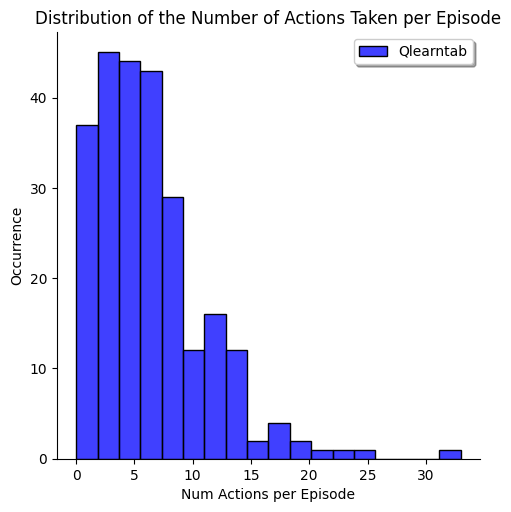 Distribution of the Number of Actions Taken per Episode
Qlearntab
40
30
20
10
0
Occurrence
0 5 10 15 20 25 30
Num Actions per Episode